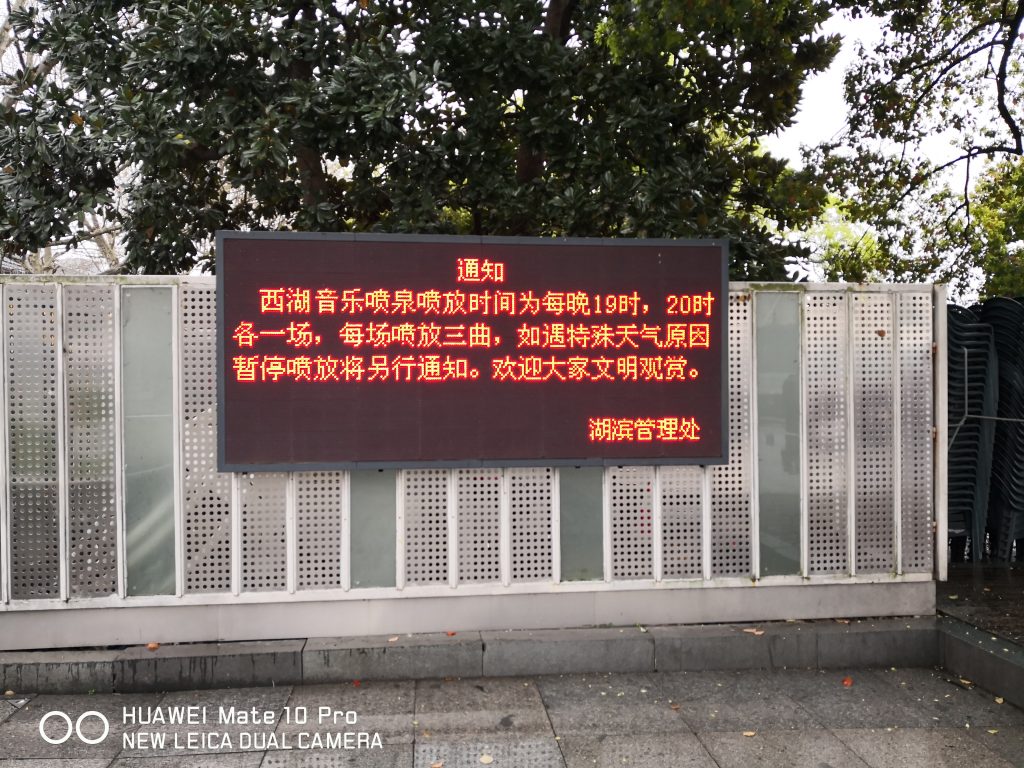 通知
西湖音乐喷泉喷放时间为每晚19时，20时
各一场，每场喷放三曲，如遇特殊天气原因
暂停喷放将另行通知。欢迎大家文明观赏。
湖滨管理处
HUAWEI Mate 10 Pro
NEW LEICA DUAL CAMERA